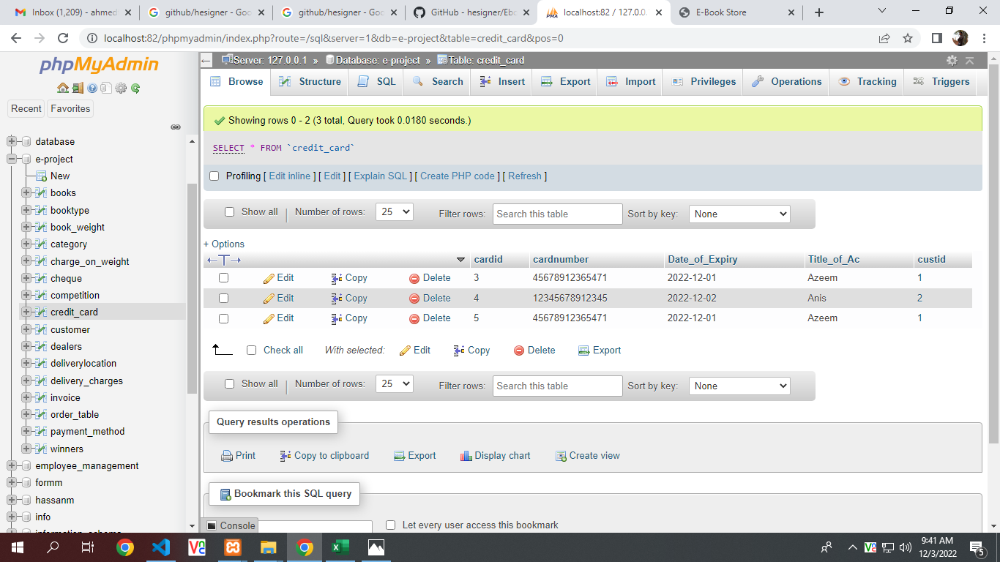 Inbox (1,209) - ahmed
github/hesigner - Goo
github/hesigner - Goo
GitHub - hesigner/Ebo
localhost:82 / 127.0.0.
E-Book Store
localhost:82/phpmyadmin/index.php?route=/sql&server=1&db=e-project&table=credit_card&pos=0
phpMyAdmin
Recent
Favorites
database
e-project
New
books
booktype
book_weight
category
charge_on_weight
cheque
competition
credit_card
customer
dealers
deliverylocation
delivery_charges
invoice
order_table
payment_method
winners
employee_management
formm
hassanm
info
information_schema
Server: 127.0.0.1 » Database: e-project » Table: credit_card
Browse Structure SQL Search Insert Export Import Privileges Operations Tracking Triggers
Showing rows 0 - 2 (3 total, Query took 0.0180 seconds.)
SELECT * FROM `credit_card`
Profiling [ Edit inline ] [ Edit ] [ Explain SQL ] [ Create PHP code ] [ Refresh ]
Show all Number of rows: 25 Filter rows: Search this table Sort by key: None
+ Options
←T→ cardid cardnumber Date_of_Expiry Title_of_Ac custid
Edit Copy Delete 3 45678912365471 2022-12-01 Azeem 1
Edit Copy Delete 4 12345678912345 2022-12-02 Anis 2
Edit Copy Delete 5 45678912365471 2022-12-01 Azeem 1
Check all With selected: Edit Copy Delete Export
Show all Number of rows: 25 Filter rows: Search this table Sort by key: None
Query results operations
Print Copy to clipboard Export Display chart Create view
Bookmark this SQL query
Console
Let every user access this bookmark
9:41 AM
12/3/2022
5